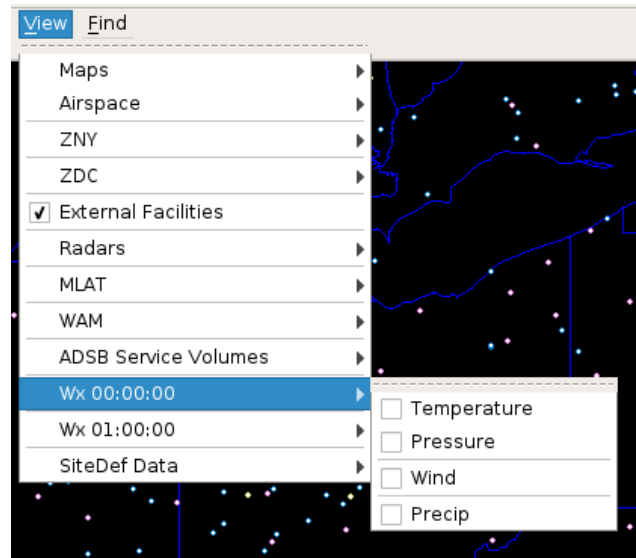 View Find
Maps
Airspace
ZNY
ZDC
External Facilities
Radars
MLAT
WAM
ADSB Service Volumes
Wx 00:00:00
Wx 01:00:00
SiteDef Data
Temperature
Pressure
Wind
Precip